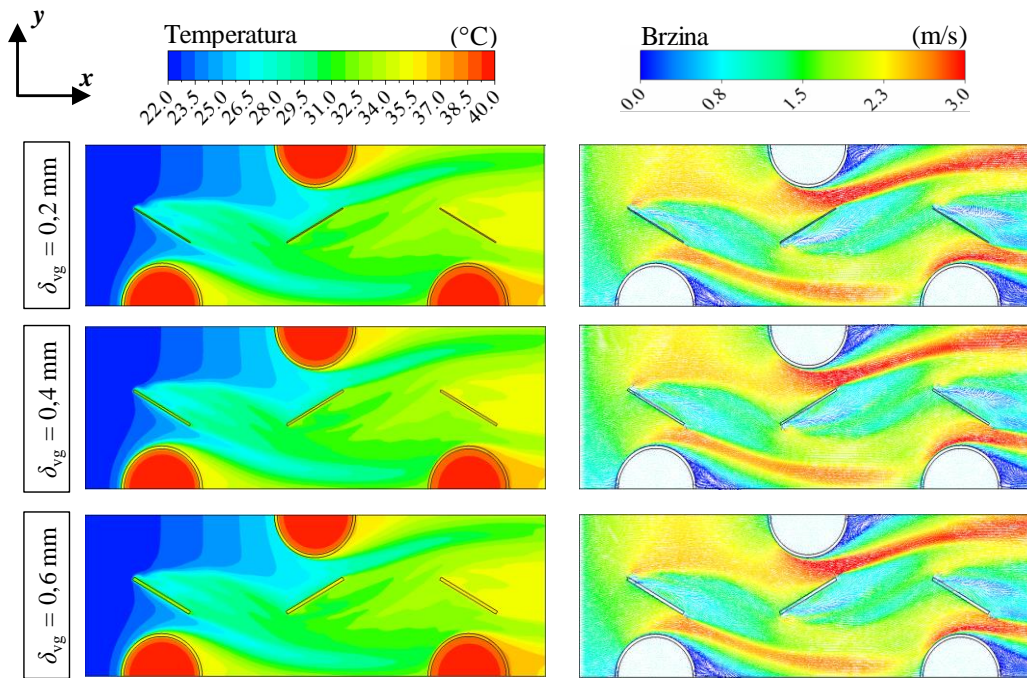 y
x
Temperatura (°C)
22.0 23.5 25.0 26.5 28.0 29.5 31.0 32.5 34.0 35.5 37.0 38.5 40.0
Brzina (m/s)
0.0 0.8 1.5 2.3 3.0
δvg = 0,2 mm
δvg = 0,4 mm
δvg = 0,6 mm